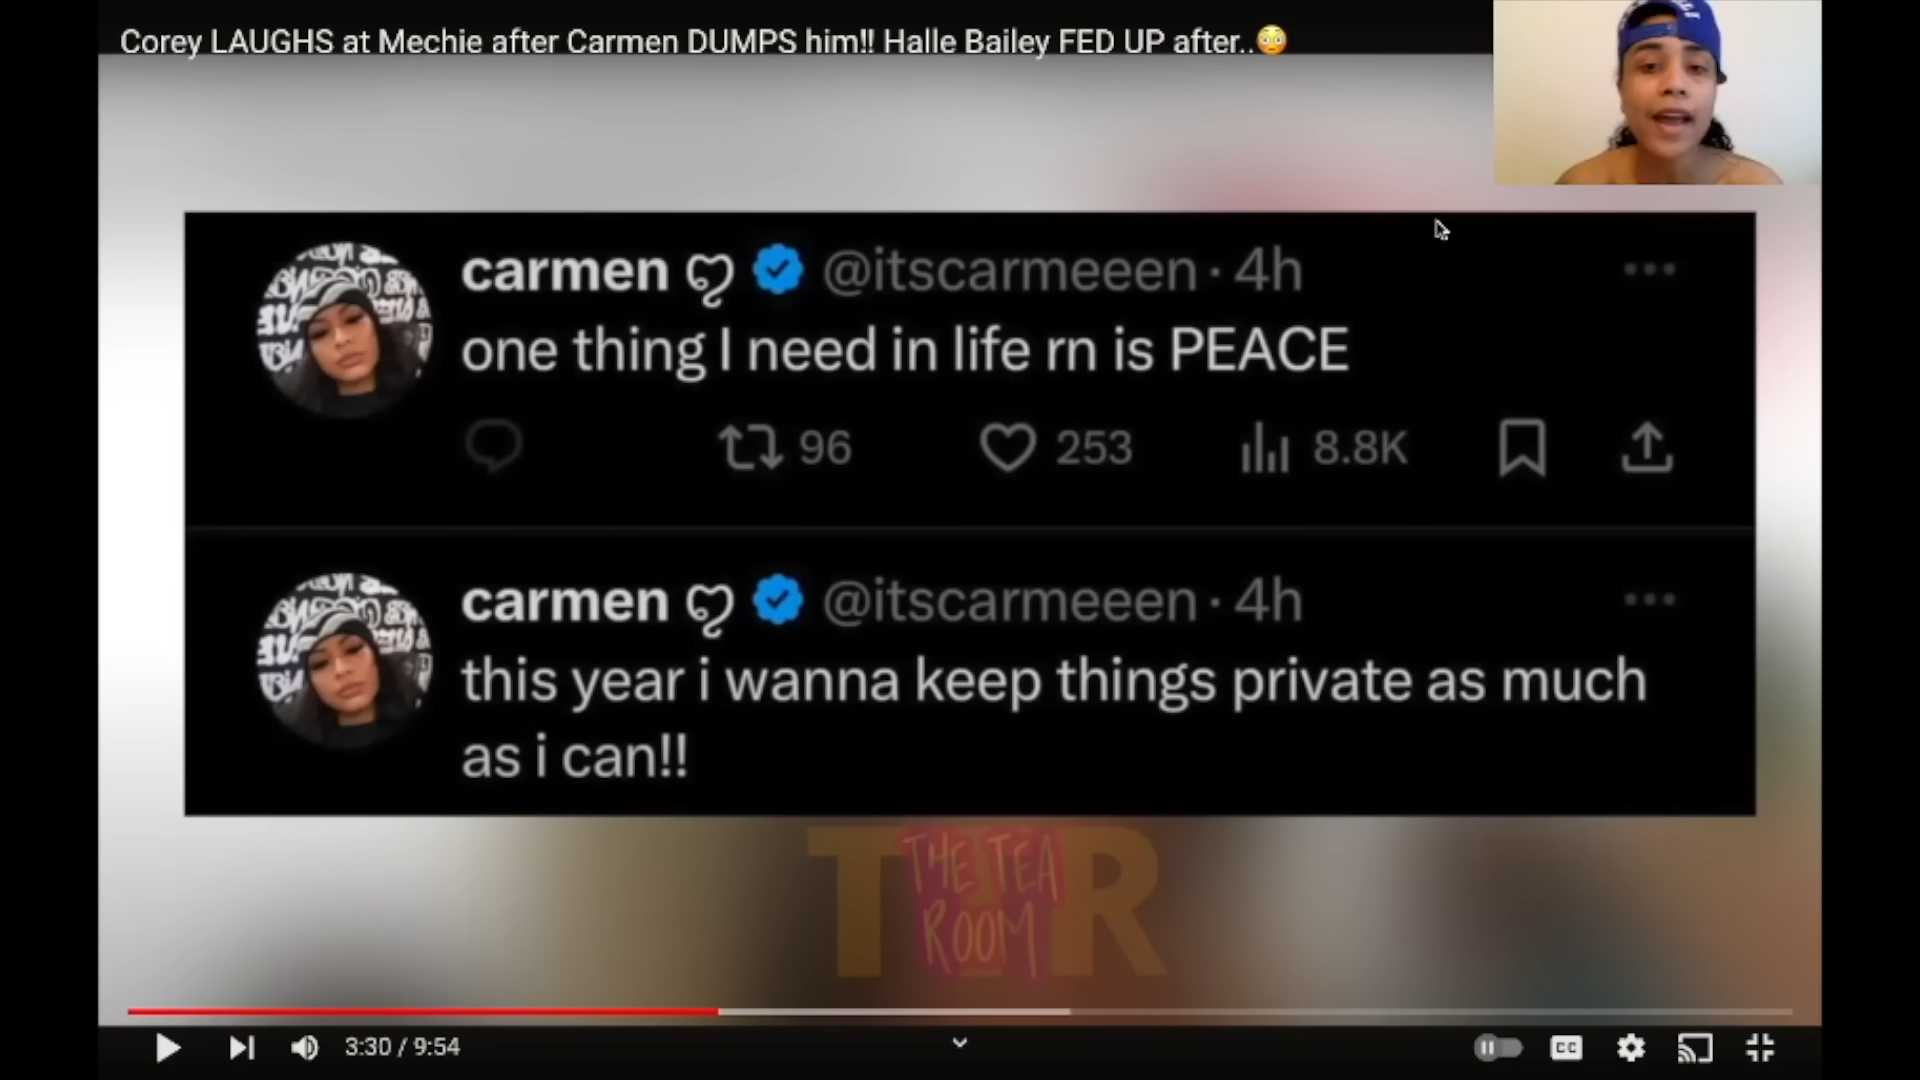 Corey LAUGHS at Mechie after Carmen DUMPS him!! Halle Bailey FED UP after..😳
carmen ღ @itscarmeeen · 4h
one thing I need in life rn is PEACE
96 253 8.8K
carmen ღ @itscarmeeen · 4h
this year i wanna keep things private as much
as i can!!
T R
THE TEA
ROOM
3:30 / 9:54
CC